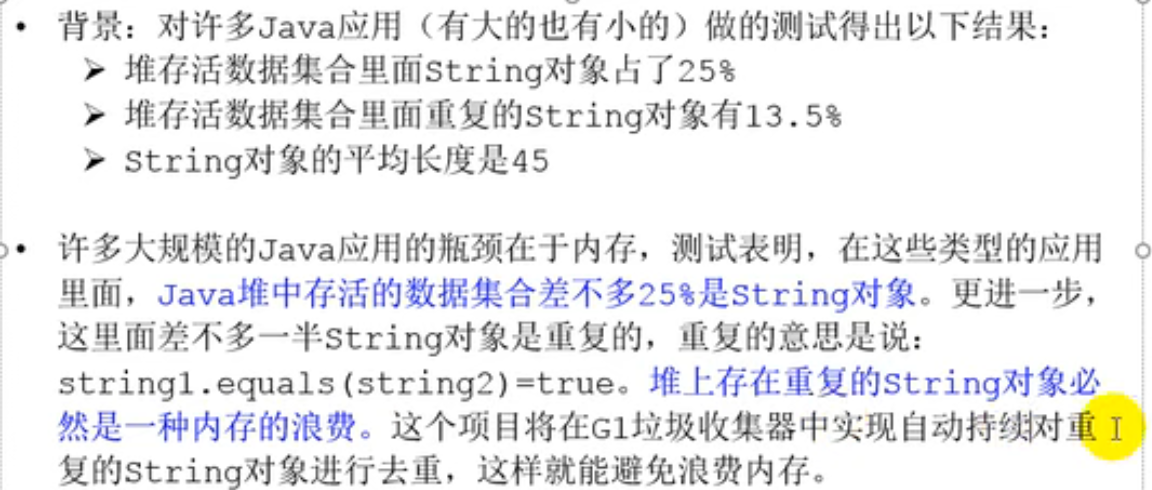 • 背景：对许多Java应用（有大的也有小的）做的测试得出以下结果：
➢ 堆存活数据集合里面String对象占了25%
➢ 堆存活数据集合里面重复的String对象有13.5%
➢ String对象的平均长度是45
• 许多大规模的Java应用的瓶颈在于内存，测试表明，在这些类型的应用
里面，Java堆中存活的数据集合差不多25%是String对象。更进一步，
这里面差不多一半String对象是重复的，重复的意思是说：
string1.equals(string2)=true。堆上存在重复的String对象必
然是一种内存的浪费。这个项目将在G1垃圾收集器中实现自动持续对重
复的String对象进行去重，这样就能避免浪费内存。